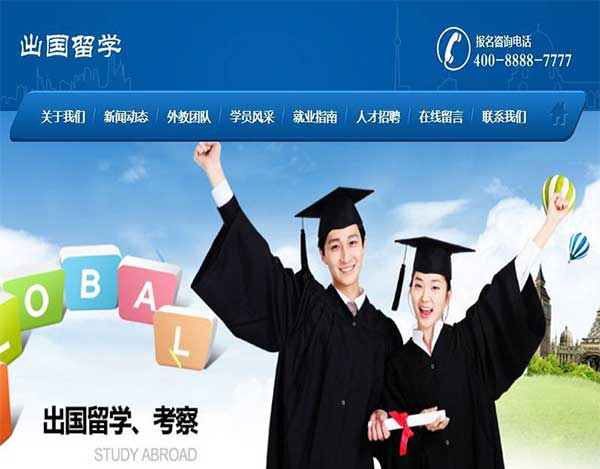 出国留学
报名咨询电话
400-8888-7777
关于我们 新闻动态 外教团队 学员风采 就业指南 人才招聘 在线留言 联系我们
LOBAL
出国留学、考察
STUDY ABROAD